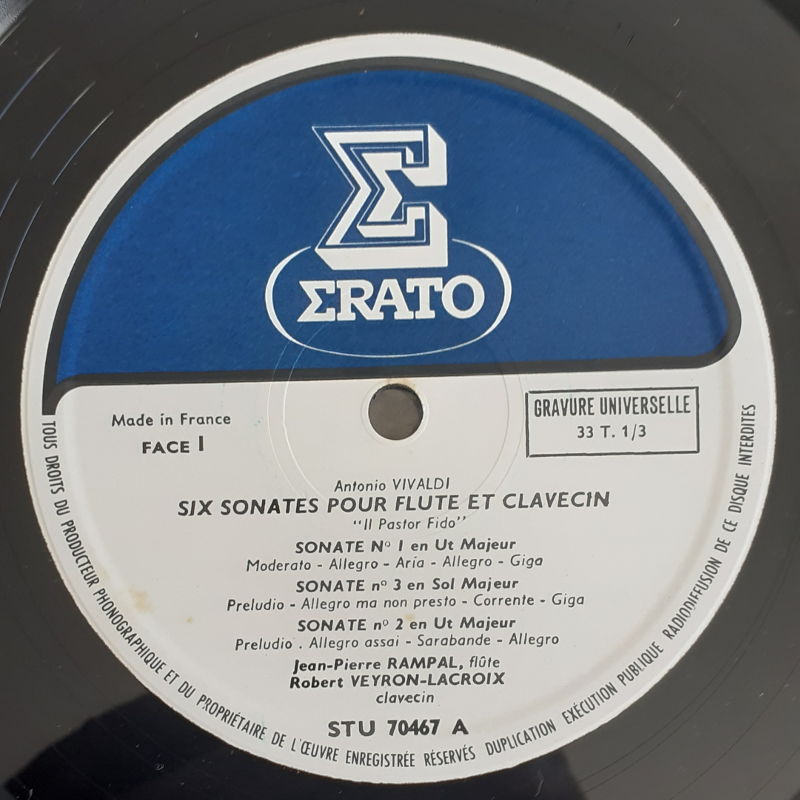 ΣRATO
Made in France
FACE I
GRAVURE UNIVERSELLE
33 T. 1/3
Antonio VIVALDI
SIX SONATES POUR FLUTE ET CLAVECIN
"Il Pastor Fido"
SONATE Nº I en Ut Majeur
Moderato - Allegro - Aria - Allegro - Giga
SONATE nº 3 en Sol Majeur
Preludio - Allegro ma non presto - Corrente - Giga
SONATE nº 2 en Ut Majeur
Preludio . Allegro assai - Sarabande - Allegro
Jean-Pierre RAMPAL, flûte
Robert VEYRON-LACROIX
clavecin
STU 70467 A
TOUS DROITS DU PRODUCTEUR PHONOGRAPHIQUE ET DU PROPRIÉTAIRE DE L'ŒUVRE ENREGISTRÉE RÉSERVÉS DUPLICATION EXÉCUTION PUBLIQUE RADIODIFFUSION DE CE DISQUE INTERDITES